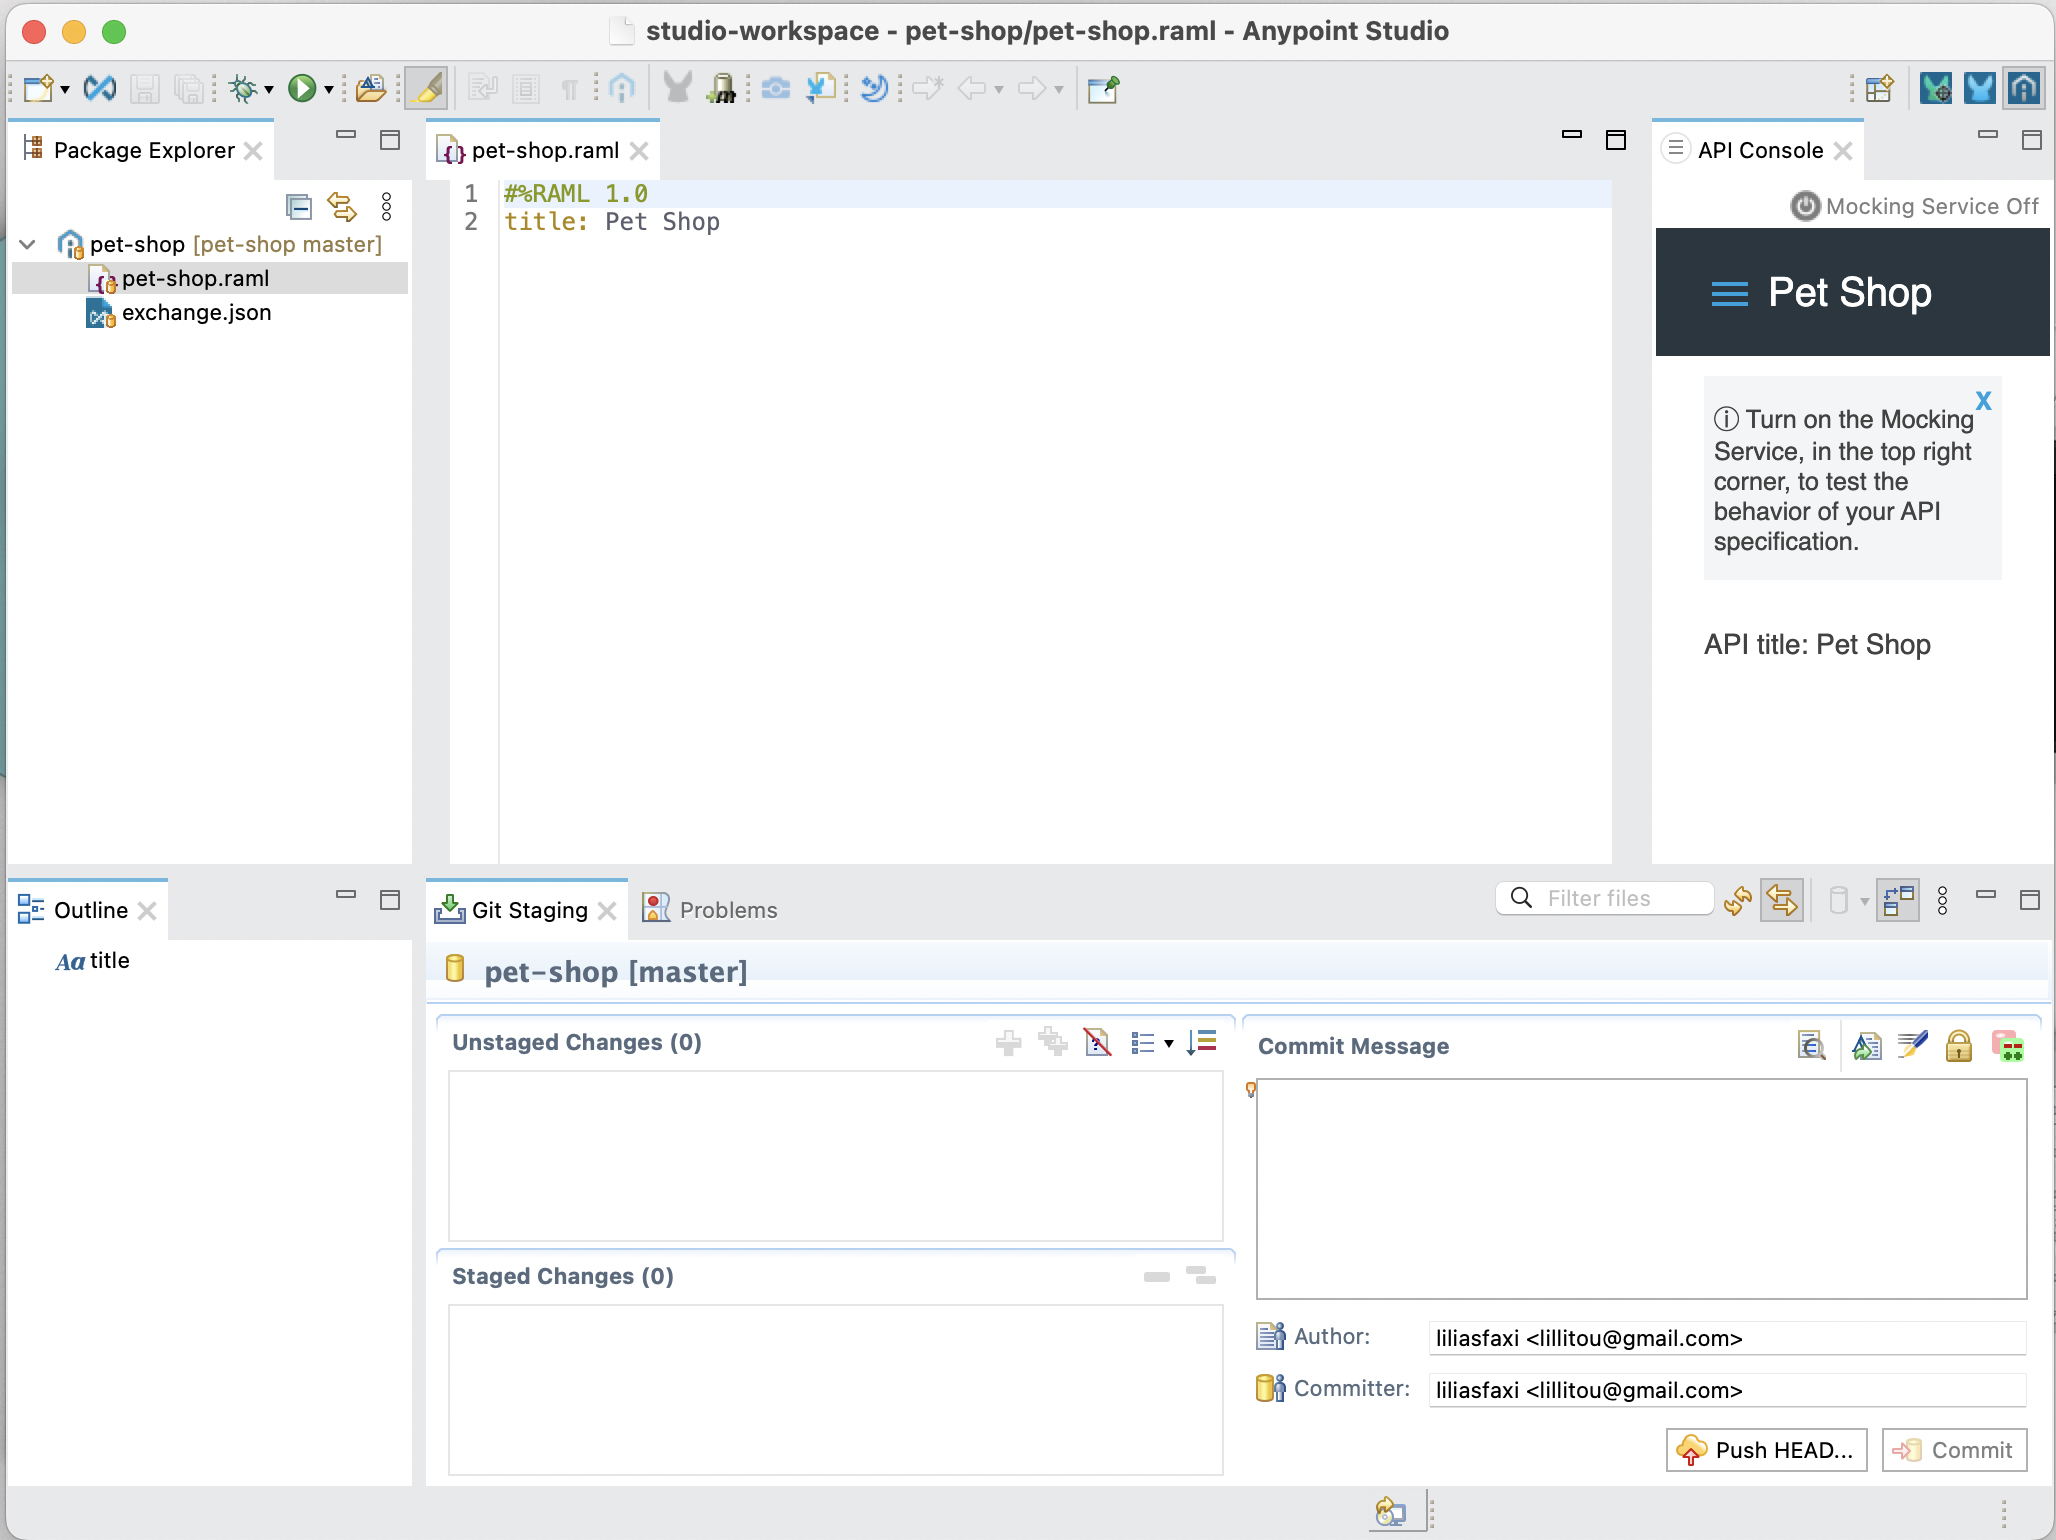 studio-workspace - pet-shop/pet-shop.raml - Anypoint Studio
Package Explorer
pet-shop [pet-shop master]
pet-shop.raml
exchange.json
pet-shop.raml
1 #%RAML 1.0
2 title: Pet Shop
API Console
Mocking Service Off
Pet Shop
X
Turn on the Mocking
Service, in the top right
corner, to test the
behavior of your API
specification.
API title: Pet Shop
Outline
Aa title
Git Staging
Problems
Filter files
pet-shop [master]
Unstaged Changes (0)
Staged Changes (0)
Commit Message
Author: liliasfaxi <lillitou@gmail.com>
Committer: liliasfaxi <lillitou@gmail.com>
Push HEAD...
Commit